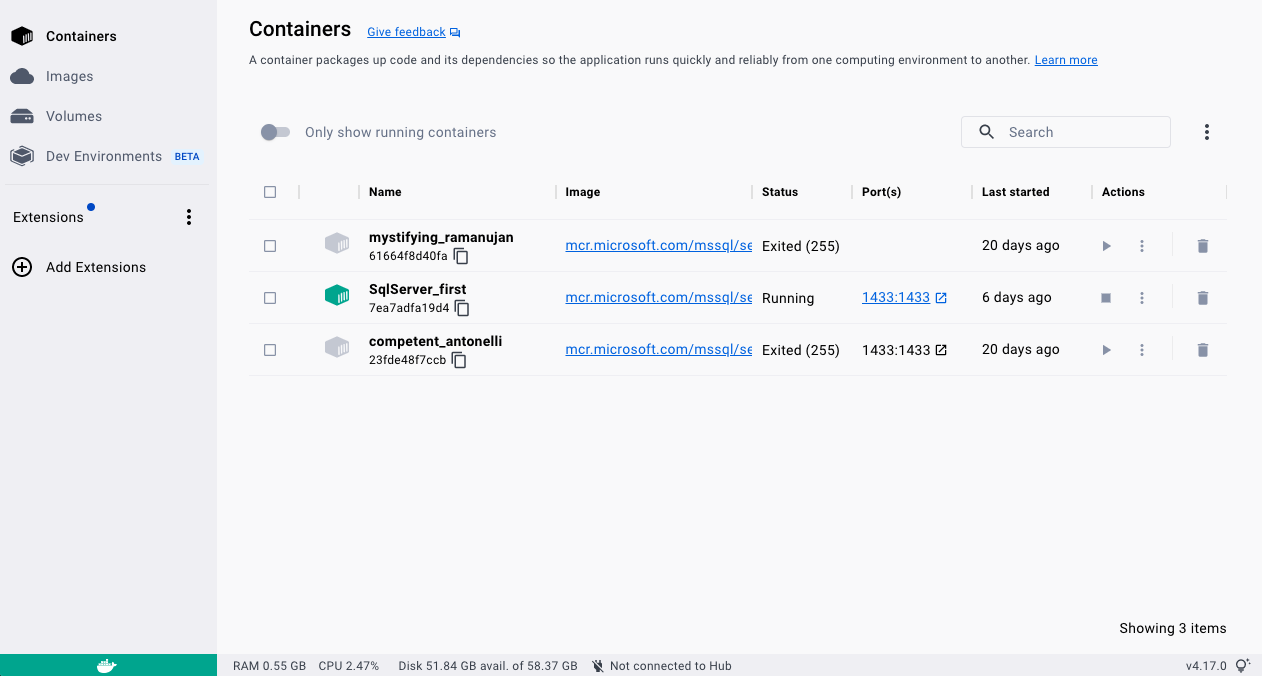 Containers
Images
Volumes
Dev Environments BETA
Extensions
Add Extensions
Containers Give feedback
A container packages up code and its dependencies so the application runs quickly and reliably from one computing environment to another. Learn more
Only show running containers Search
Name Image Status Port(s) Last started Actions
mystifying_ramanujan
61664f8d40fa
mcr.microsoft.com/mssql/se Exited (255) 20 days ago
SqlServer_first
7ea7adfa19d4
mcr.microsoft.com/mssql/se Running 1433:1433 6 days ago
competent_antonelli
23fde48f7ccb
mcr.microsoft.com/mssql/se Exited (255) 1433:1433 20 days ago
Showing 3 items
RAM 0.55 GB CPU 2.47% Disk 51.84 GB avail. of 58.37 GB Not connected to Hub v4.17.0